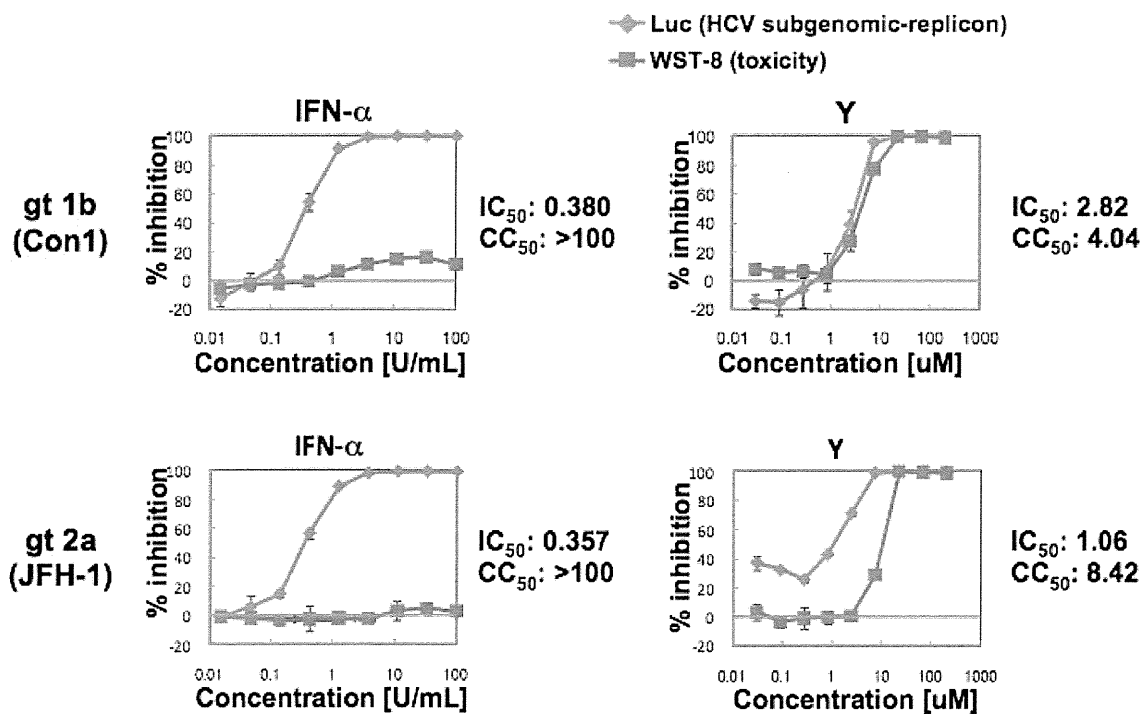 Luc (HCV subgenomic-replicon)
WST-8 (toxicity)
IFN-α
Y
gt 1b
(Con1)
% inhibition
100
80
60
40
20
0
-20
0.01 0.1 1 10 100
Concentration [U/mL]
IC50: 0.380
CC50: >100
% inhibition
100
80
60
40
20
0
-20
0.01 0.1 1 10 100 1000
Concentration [uM]
IC50: 2.82
CC50: 4.04
IFN-α
Y
gt 2a
(JFH-1)
% inhibition
100
80
60
40
20
0
-20
0.01 0.1 1 10 100
Concentration [U/mL]
IC50: 0.357
CC50: >100
% inhibition
100
80
60
40
20
0
-20
0.01 0.1 1 10 100 1000
Concentration [uM]
IC50: 1.06
CC50: 8.42